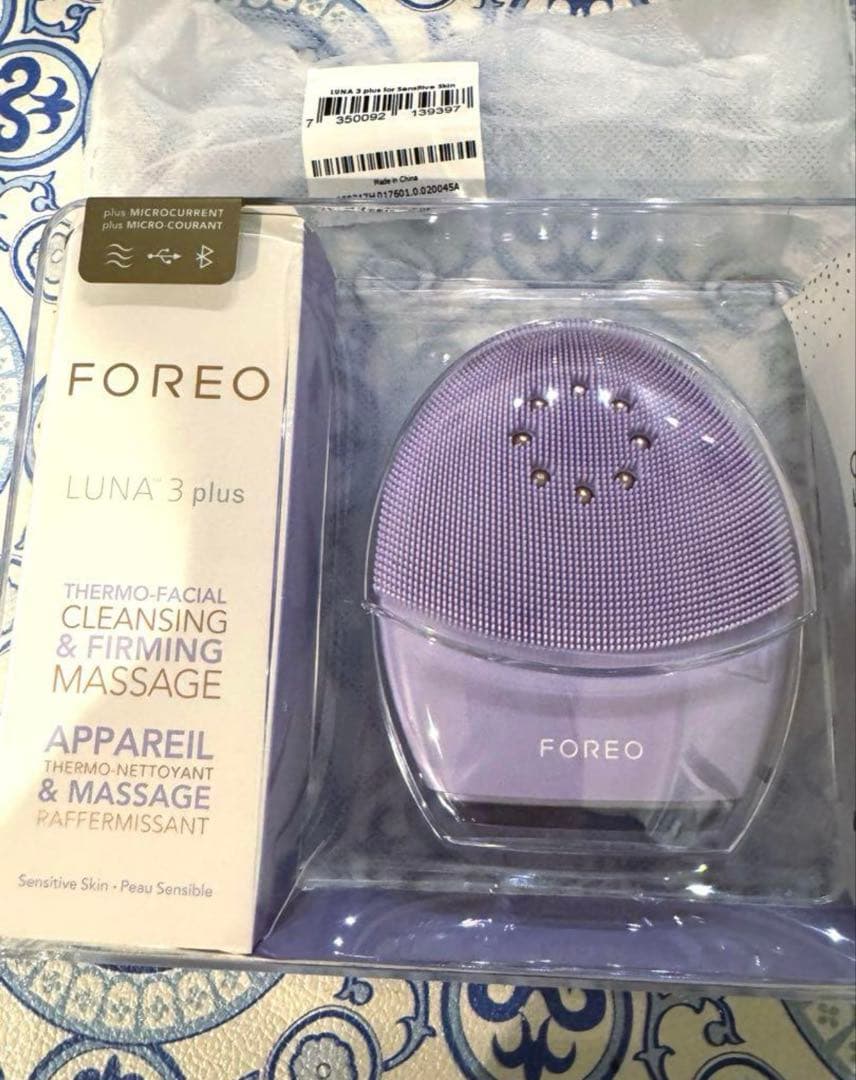 LUNA 3 plus for Sensitive Skin
7 350092 139397
Made in China
plus MICROCURRENT
plus MICRO-COURANT
FOREO
LUNA™ 3 plus
THERMO-FACIAL
CLEANSING
& FIRMING
MASSAGE
APPAREIL
THERMO-NETTOYANT
& MASSAGE
RAFFERMISSANT
Sensitive Skin • Peau Sensible
FOREO